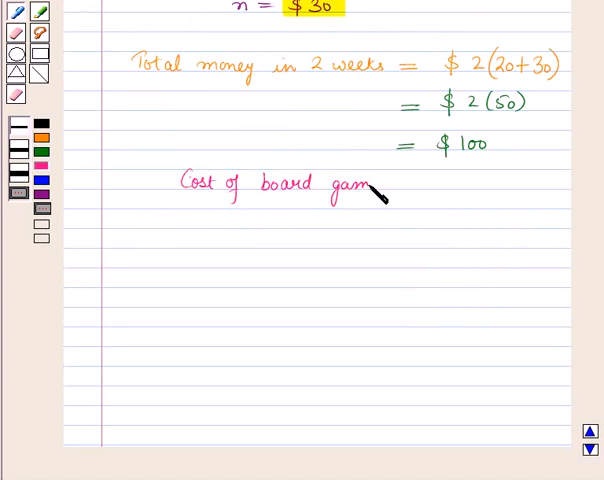 n = $ 30
Total money in 2 weeks = $ 2(20+30)
= $ 2(50)
= $ 100
Cost of board gam